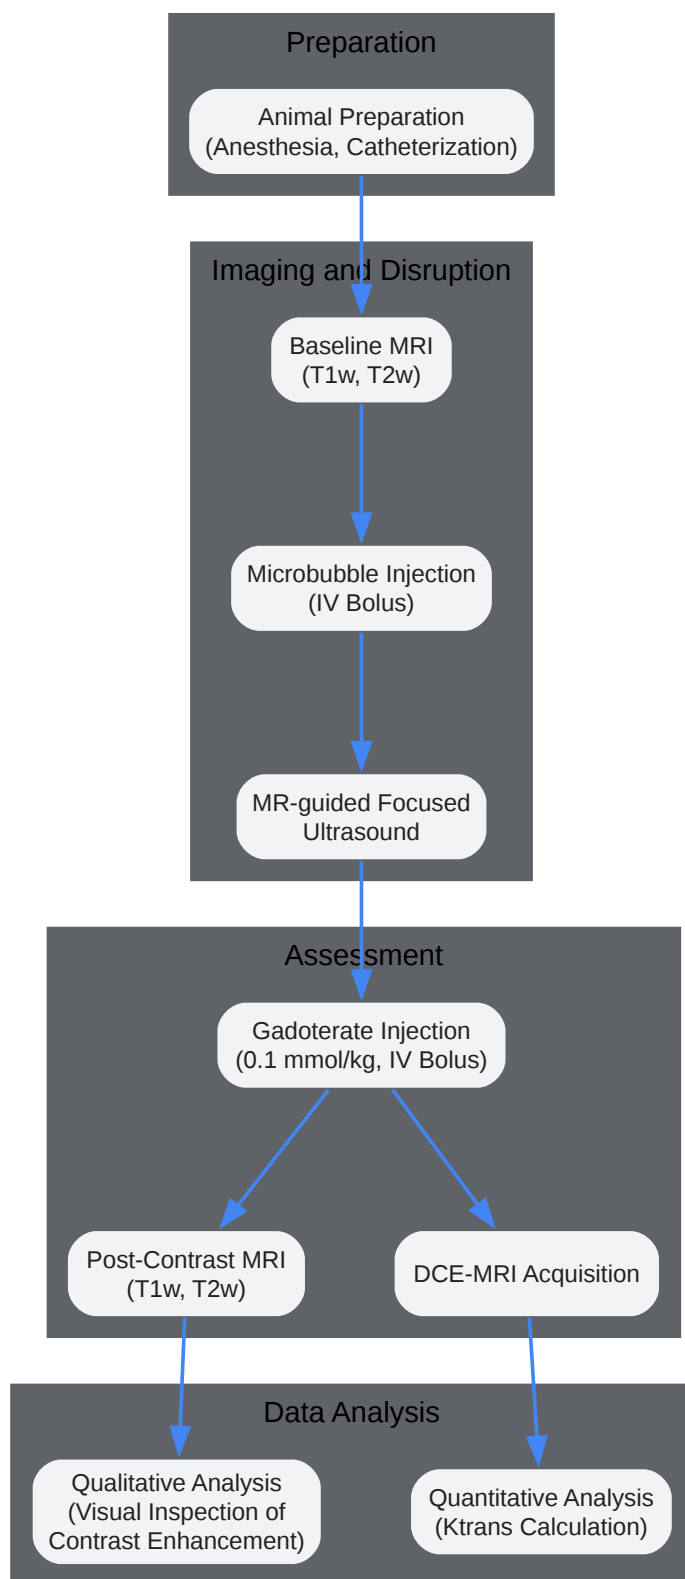 Preparation
Animal Preparation
(Anesthesia, Catheterization)
Imaging and Disruption
Baseline MRI
(T1w, T2w)
Microbubble Injection
(IV Bolus)
MR-guided Focused
Ultrasound
Assessment
Gadoterate Injection
(0.1 mmol/kg, IV Bolus)
Post-Contrast MRI
(T1w, T2w)
DCE-MRI Acquisition
Data Analysis
Qualitative Analysis
(Visual Inspection of
Contrast Enhancement)
Quantitative Analysis
(Ktrans Calculation)